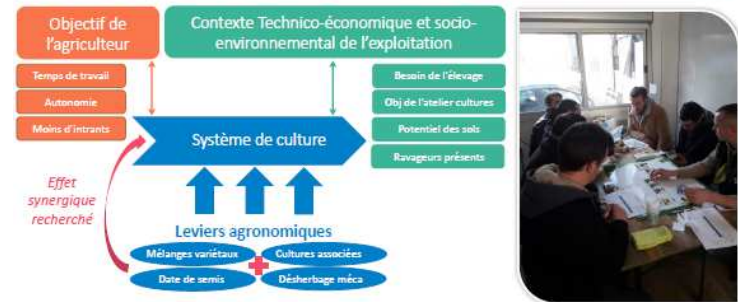 Objectif de
l'agriculteur
Contexte Technico-économique et socio-
environnemental de l'exploitation
Temps de travail
Autonomie
Moins d'intrants
Besoin de l'élevage
Obj de l'atelier cultures
Potentiel des sols
Ravageurs présents
Système de culture
Effet
synergique
recherché
Leviers agronomiques
Mélanges variétaux
Cultures associées
Date de semis
Désherbage méca